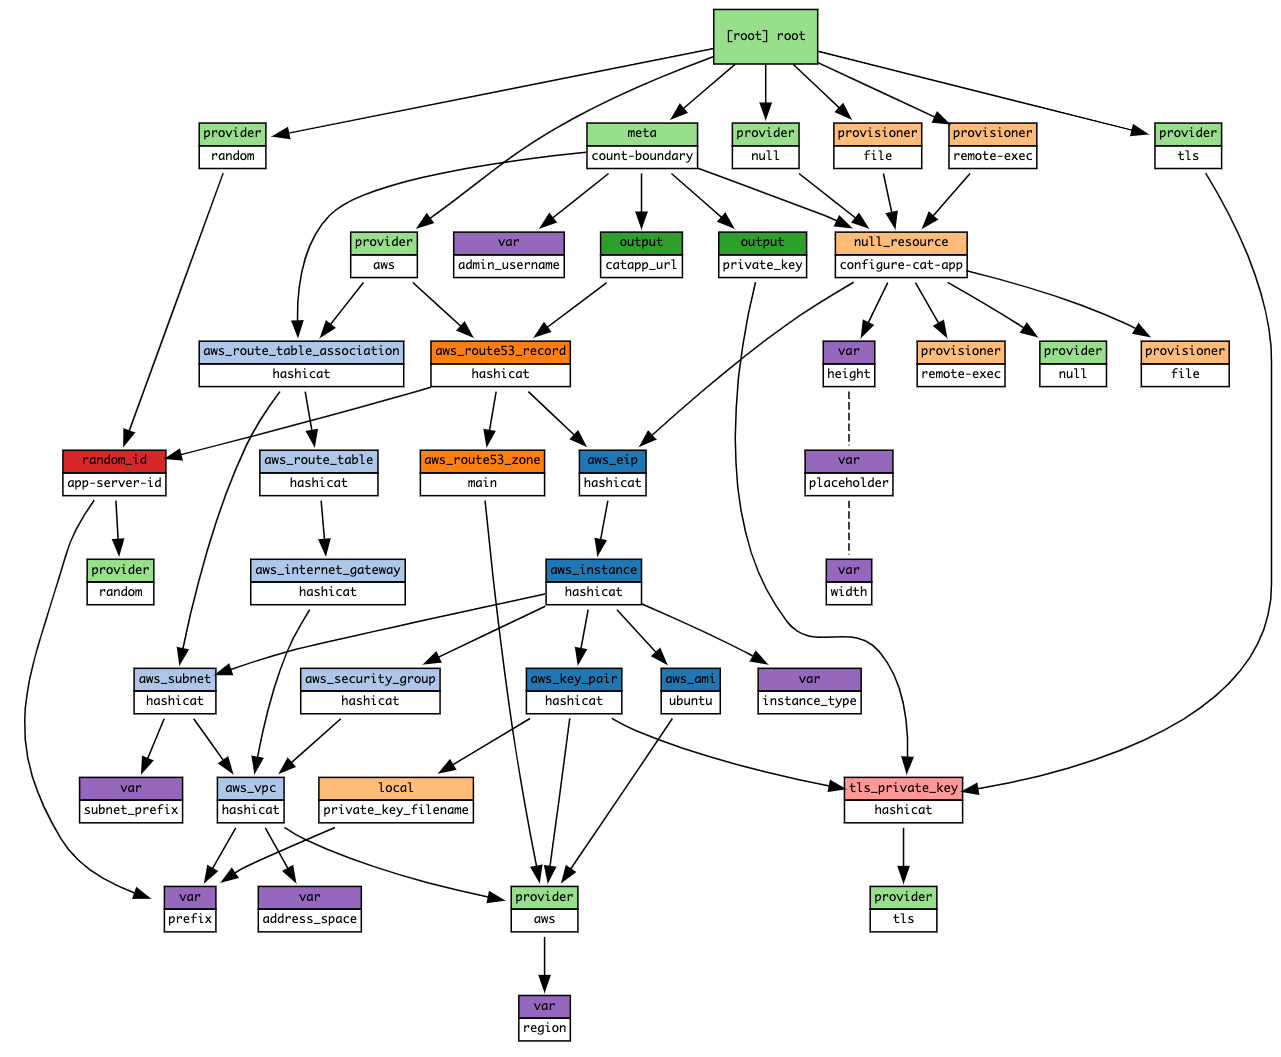 [root] root
provider
random
meta
count-boundary
provider
null
provisioner
file
provisioner
remote-exec
provider
tls
provider
aws
var
admin_username
output
catapp_url
output
private_key
null_resource
configure-cat-app
aws_route_table_association
hashicat
aws_route53_record
hashicat
var
height
provisioner
remote-exec
provider
null
provisioner
file
random_id
app-server-id
aws_route_table
hashicat
aws_route53_zone
main
aws_eip
hashicat
var
placeholder
provider
random
aws_internet_gateway
hashicat
aws_instance
hashicat
var
width
aws_subnet
hashicat
aws_security_group
hashicat
aws_key_pair
hashicat
aws_ami
ubuntu
var
instance_type
var
subnet_prefix
aws_vpc
hashicat
local
private_key_filename
tls_private_key
hashicat
var
prefix
var
address_space
provider
aws
provider
tls
var
region